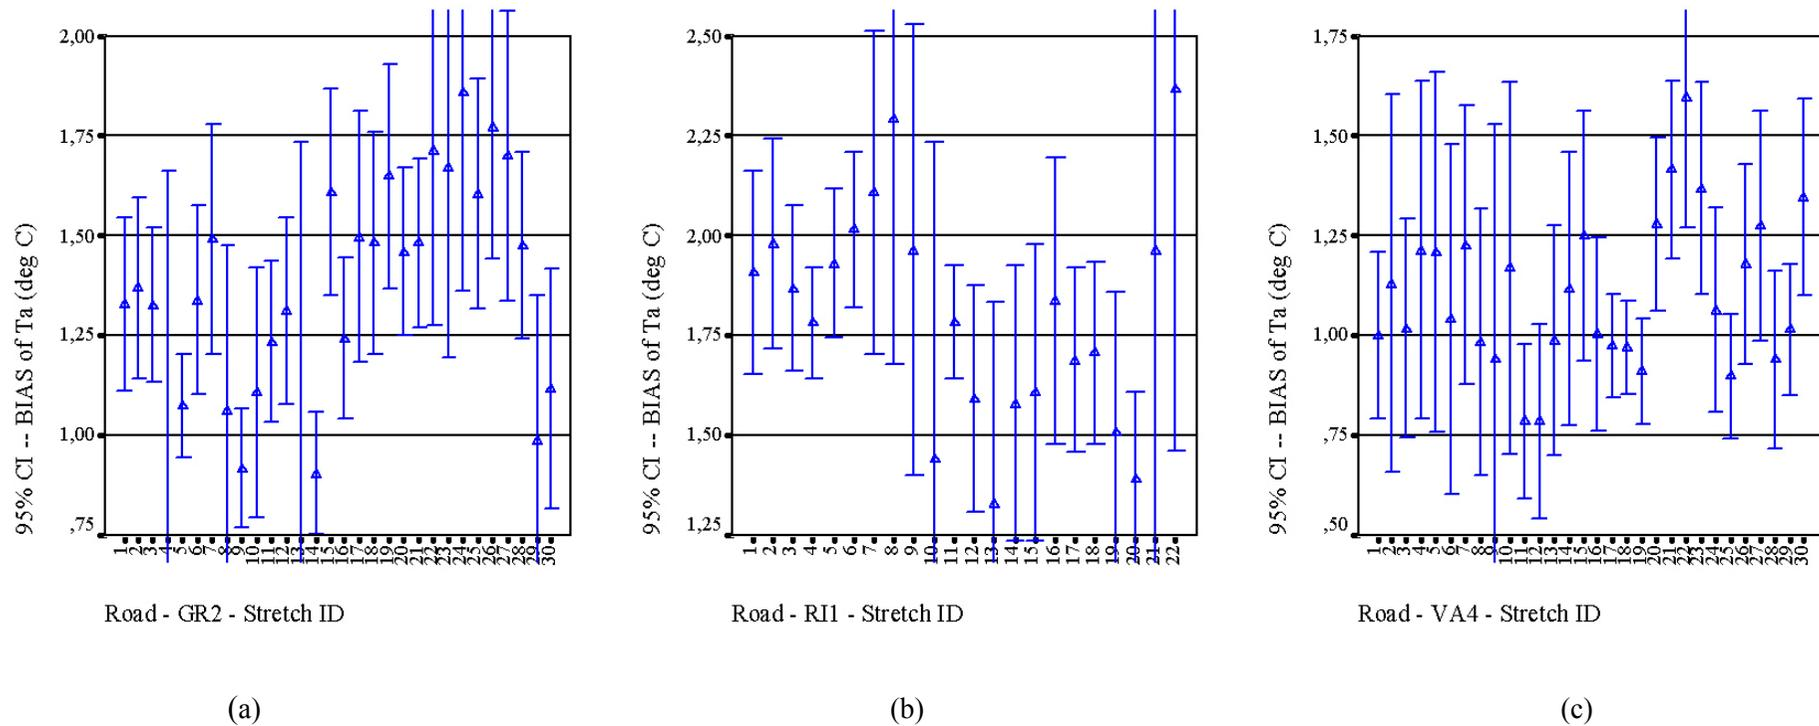 95% CI -- BIAS of Ta (deg C)
2,00
1,75
1,50
1,25
1,00
,75
1 2 3 4 5 6 7 8 9 10 11 12 13 14 15 16 17 18 19 20 21 22 23 24 25 26 27 28 29 30
Road - GR2 - Stretch ID
(a)
95% CI -- BIAS of Ta (deg C)
2,50
2,25
2,00
1,75
1,50
1,25
1 2 3 4 5 6 7 8 9 10 11 12 13 14 15 16 17 18 19 20 21 22
Road - RI1 - Stretch ID
(b)
95% CI -- BIAS of Ta (deg C)
1,75
1,50
1,25
1,00
,75
,50
1 2 3 4 5 6 7 8 9 10 11 12 13 14 15 16 17 18 19 20 21 22 23 24 25 26 27 28 29 30
Road - VA4 - Stretch ID
(c)